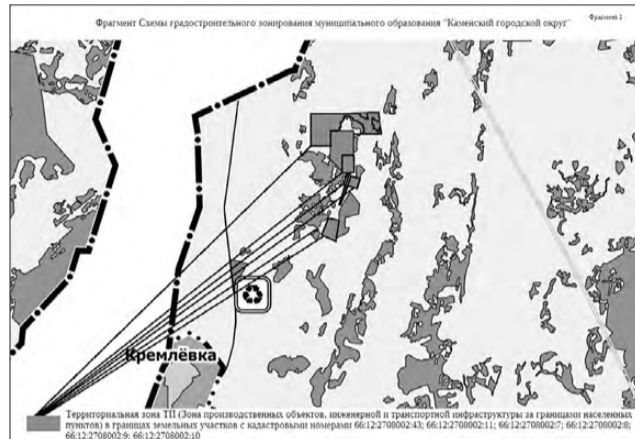 Фрагмент Схемы градостроительного зонирования муниципального образования "Каменский городской округ"
Фрагмент 1
Кремлёвка
Территориальная зона ТП (Зона производственных объектов, инженерной и транспортной инфраструктуры за границами населенных
пунктов) в границах земельных участков с кадастровыми номерами 66:12:2708002:43; 66:12:2708002:11; 66:12:2708002:7; 66:12:2708002:8;
66:12:2708002:9; 66:12:2708002:10